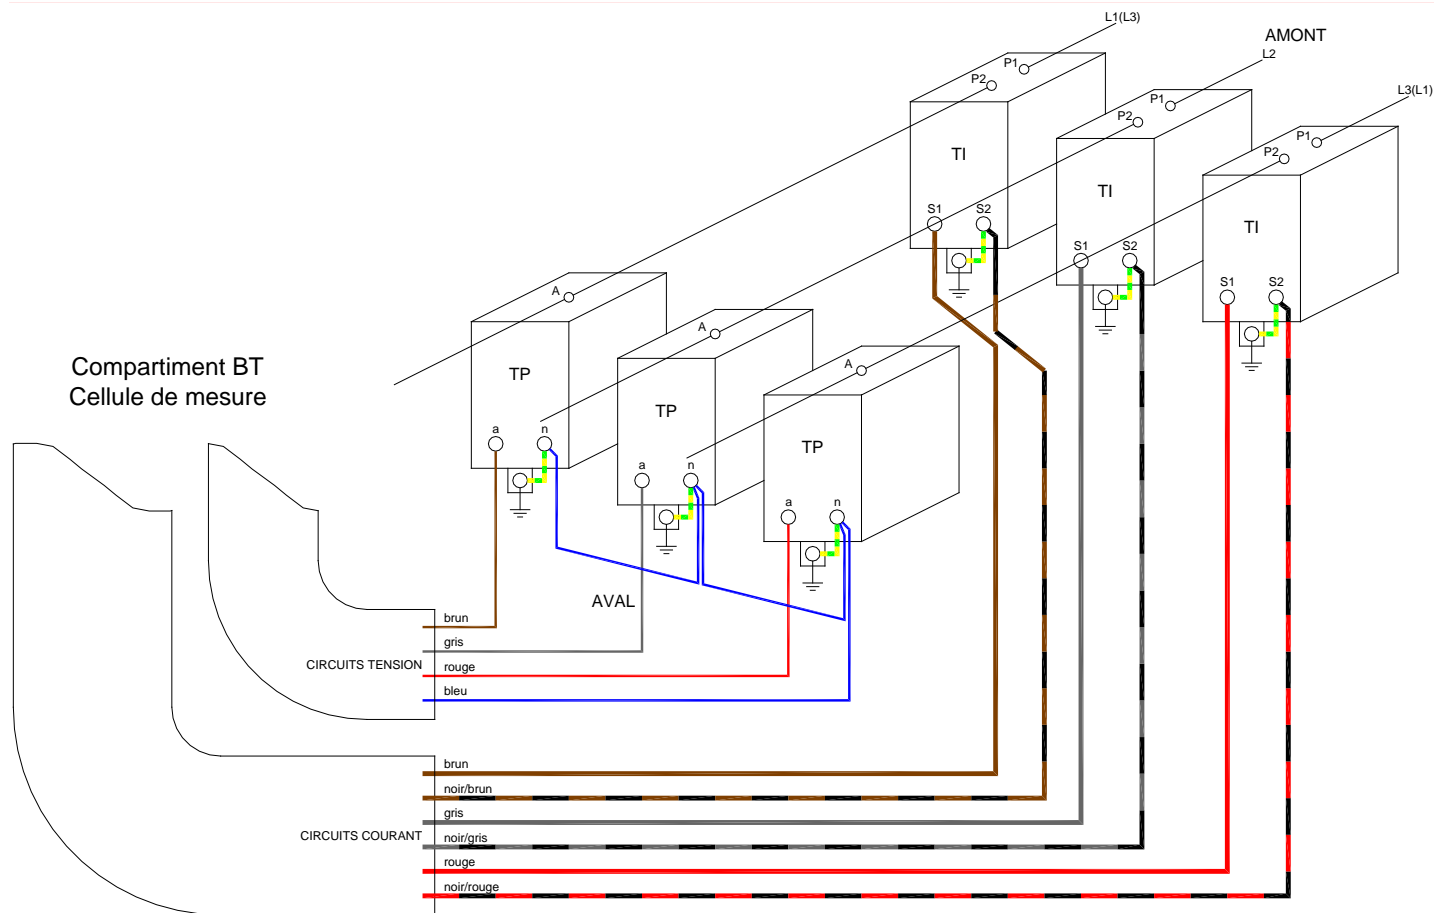 L1(L3)
AMONT
L2
P1
P2
L3(L1)
P1
P2
P1
P2
TI
TI
TI
S1
S2
S1
S2
S1
S2
A
A
A
Compartiment BT
Cellule de mesure
TP
TP
TP
a
n
a
n
a
n
AVAL
brun
gris
CIRCUITS TENSION
rouge
bleu
brun
noir/brun
gris
CIRCUITS COURANT
noir/gris
rouge
noir/rouge